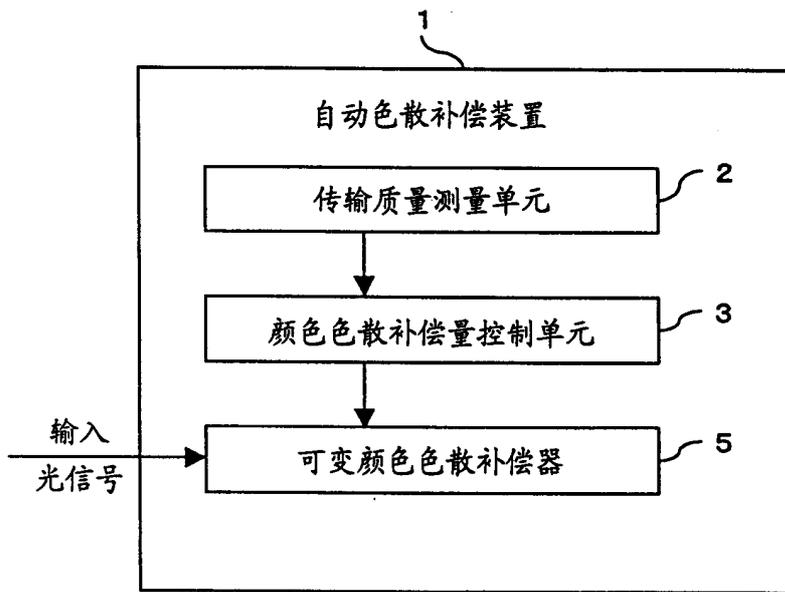 1
自动色散补偿装置
传输质量测量单元
2
颜色色散补偿量控制单元
3
输入
光信号
可变颜色色散补偿器
5